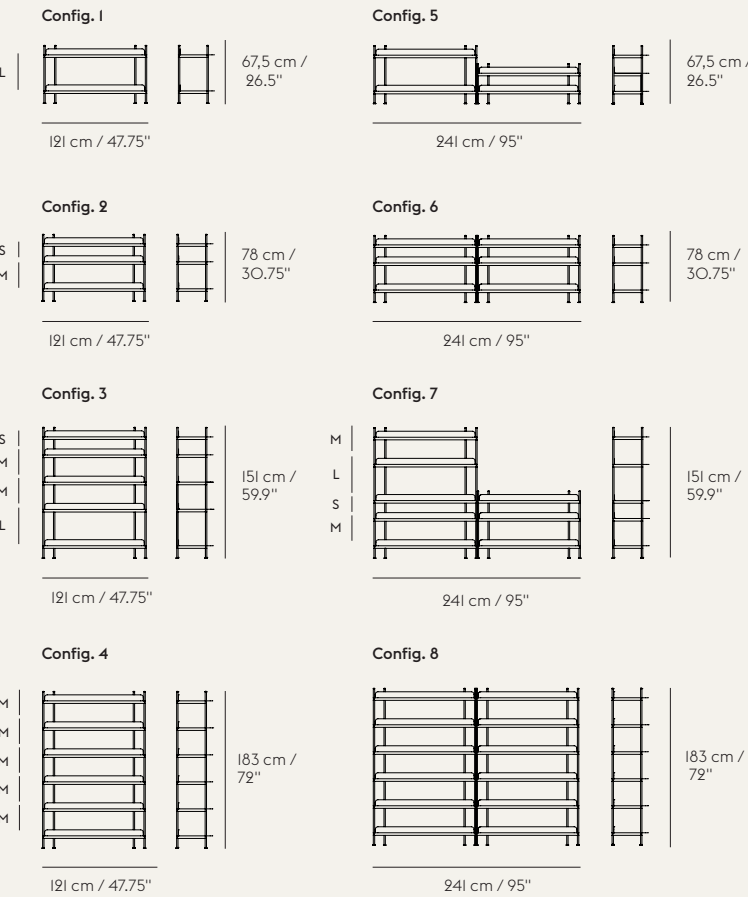 Config. 1
L
67,5 cm /
26.5"
121 cm / 47.75"
Config. 5
67,5 cm /
26.5"
241 cm / 95"
Config. 2
S
M
78 cm /
30.75"
121 cm / 47.75"
Config. 6
78 cm /
30.75"
241 cm / 95"
Config. 3
S
M
M
L
151 cm /
59.9"
121 cm / 47.75"
Config. 7
M
L
S
M
151 cm /
59.9"
241 cm / 95"
Config. 4
M
M
M
M
M
183 cm /
72"
121 cm / 47.75"
Config. 8
183 cm /
72"
241 cm / 95"